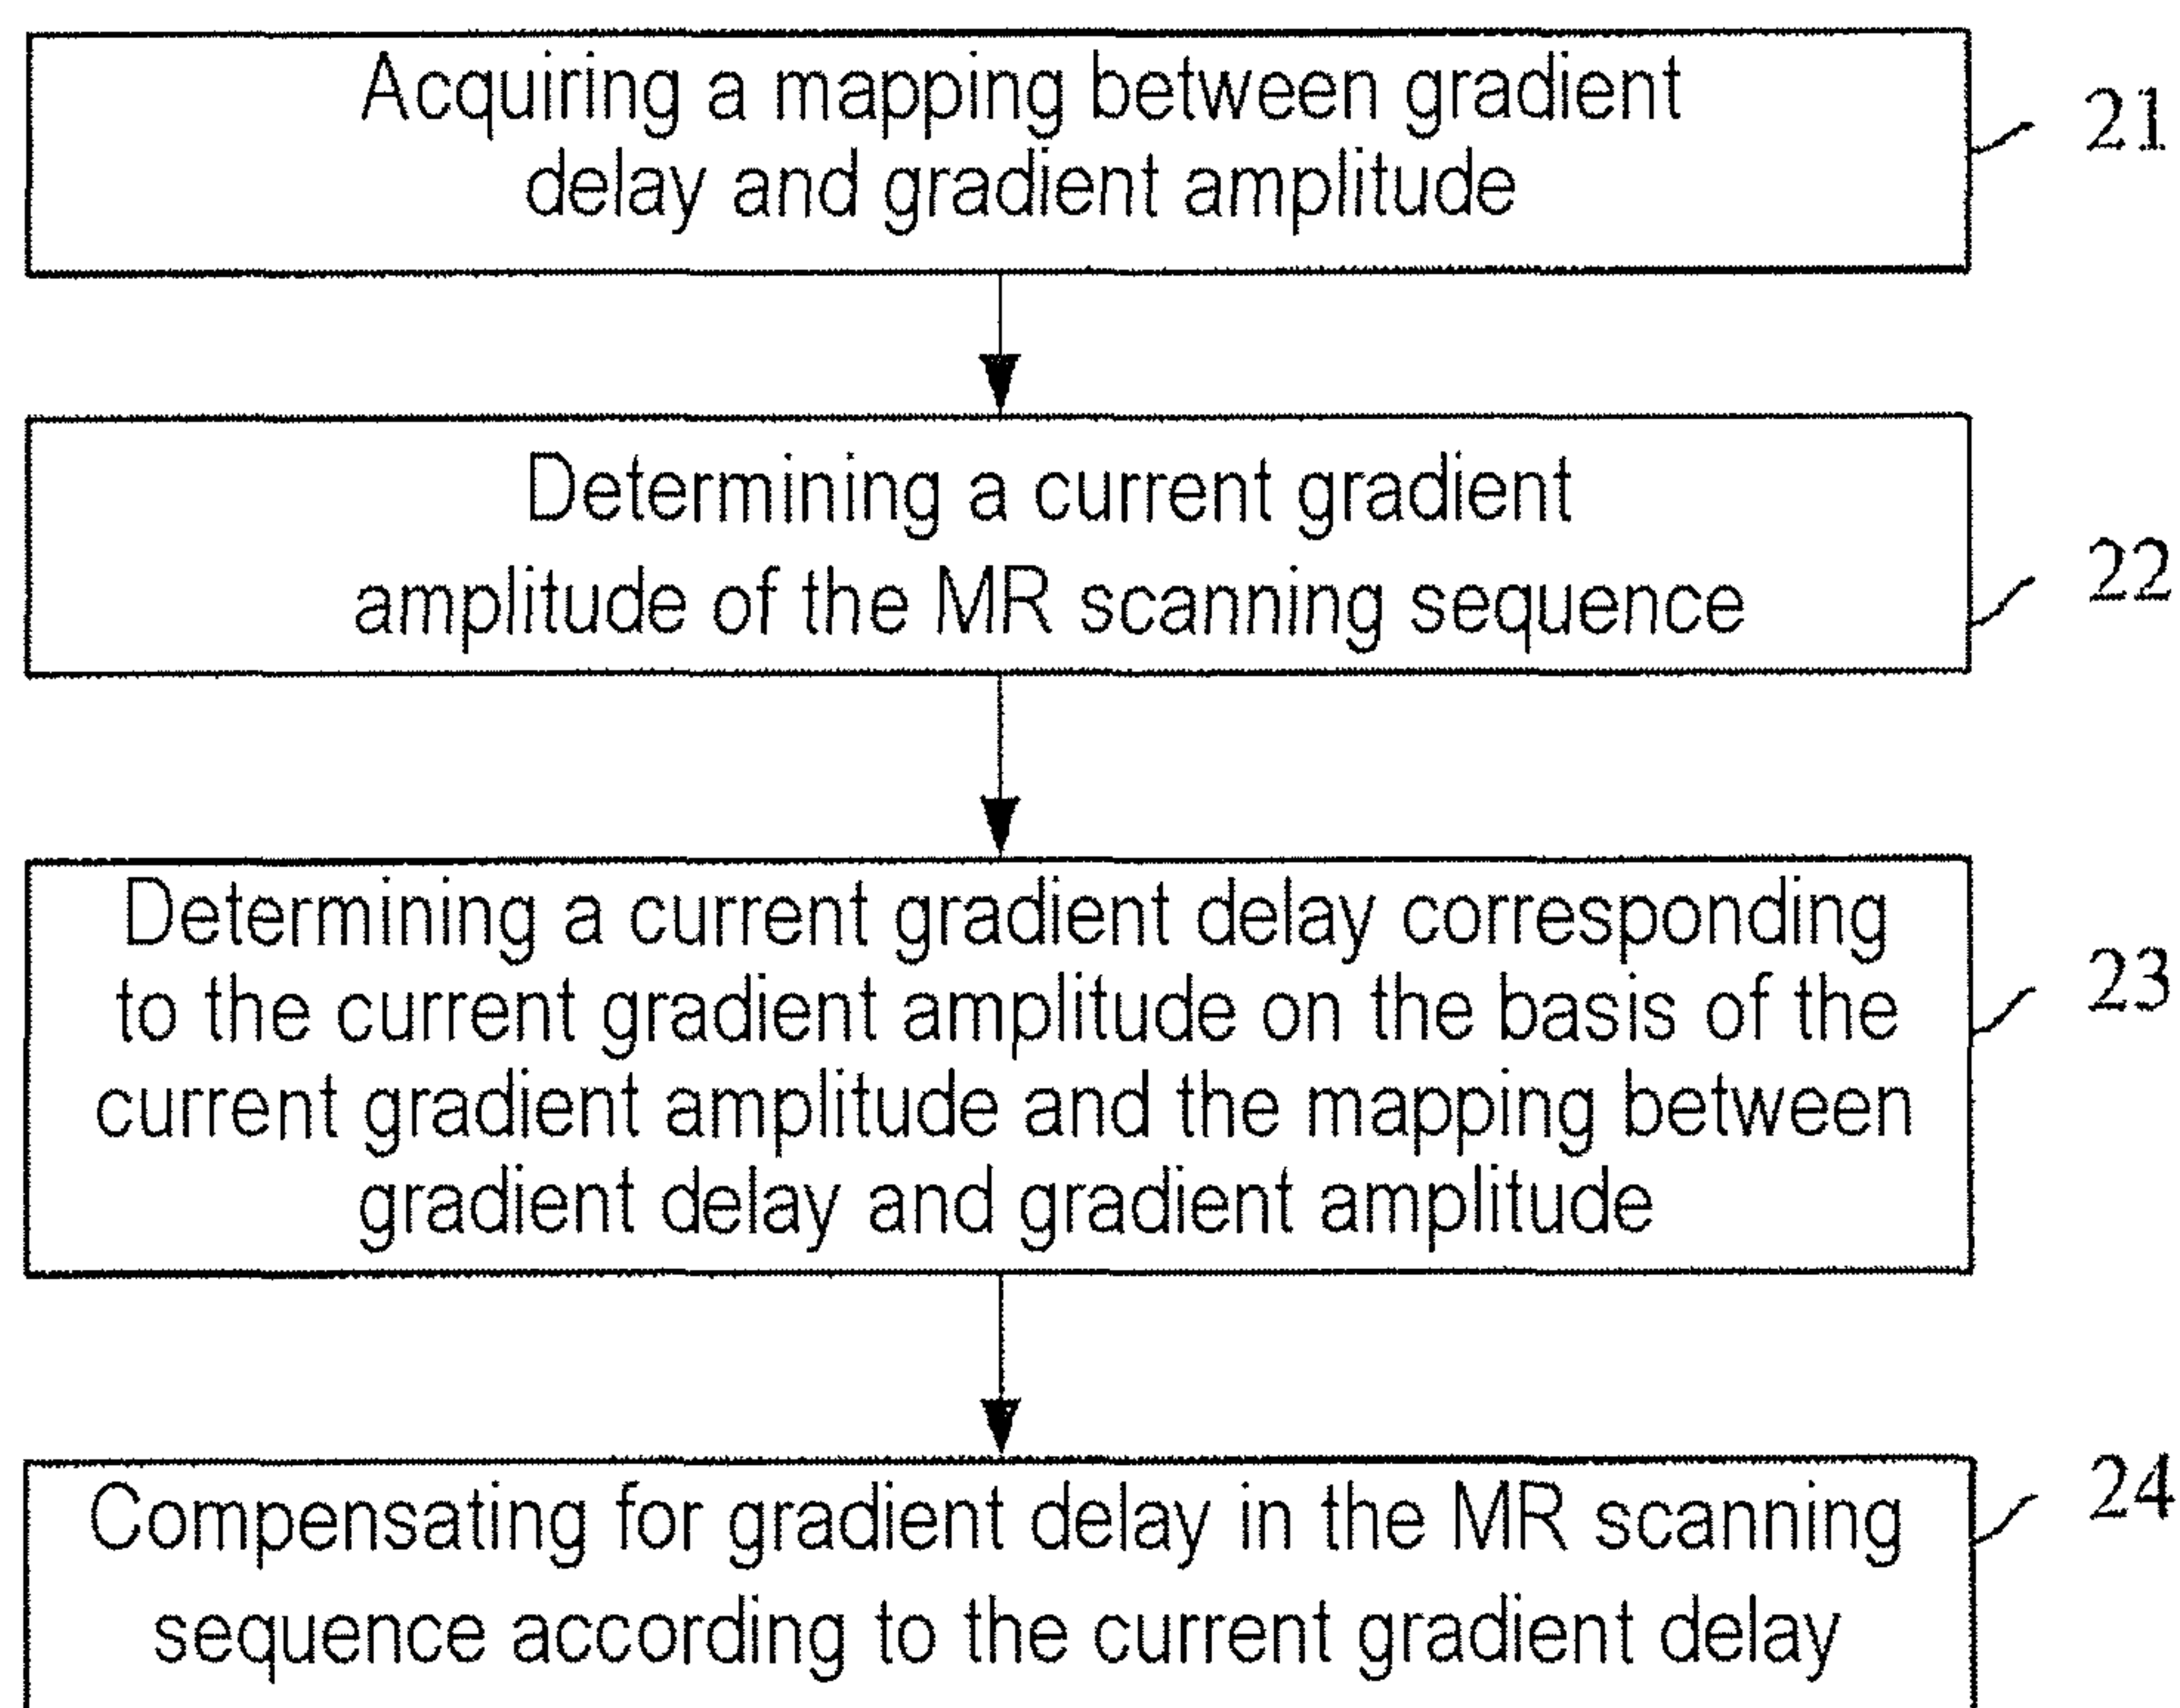 Acquiring a mapping between gradient
delay and gradient amplitude
21
Determining a current gradient
amplitude of the MR scanning sequence
22
Determining a current gradient delay corresponding
to the current gradient amplitude on the basis of the
current gradient amplitude and the mapping between
gradient delay and gradient amplitude
23
Compensating for gradient delay in the MR scanning
sequence according to the current gradient delay
24